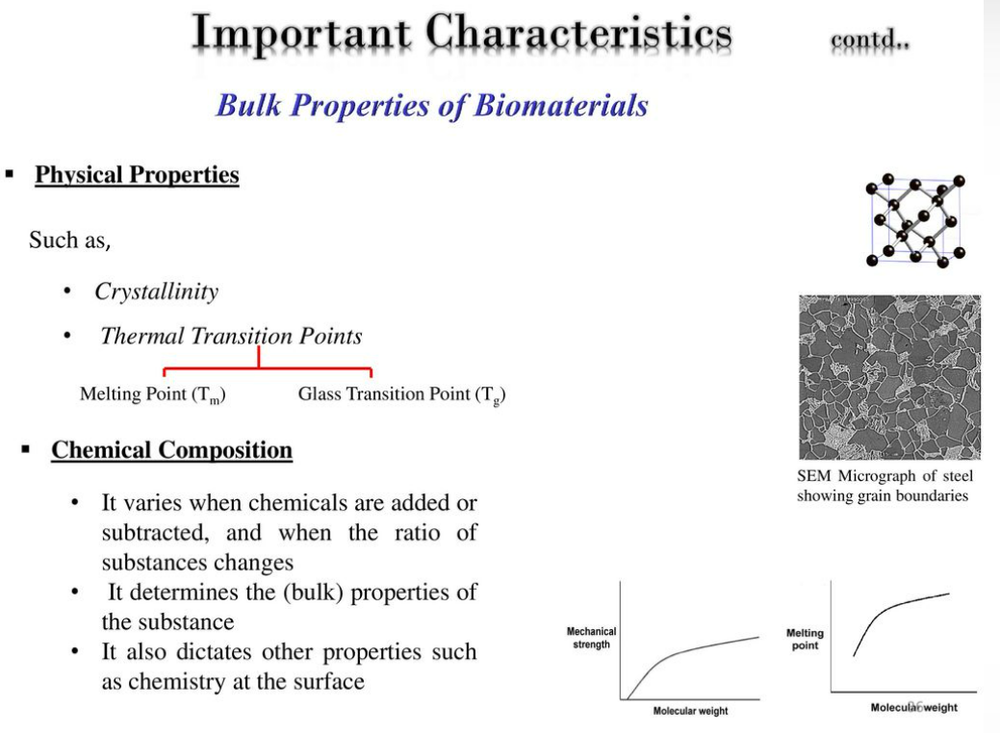 Important Characteristics contd..
Bulk Properties of Biomaterials
▪ Physical Properties
Such as,
• Crystallinity
• Thermal Transition Points
Melting Point (Tm) Glass Transition Point (Tg)
▪ Chemical Composition
• It varies when chemicals are added or
subtracted, and when the ratio of
substances changes
• It determines the (bulk) properties of
the substance
• It also dictates other properties such
as chemistry at the surface
SEM Micrograph of steel
showing grain boundaries
Mechanical
strength
Molecular weight
Melting
point
Molecular weight